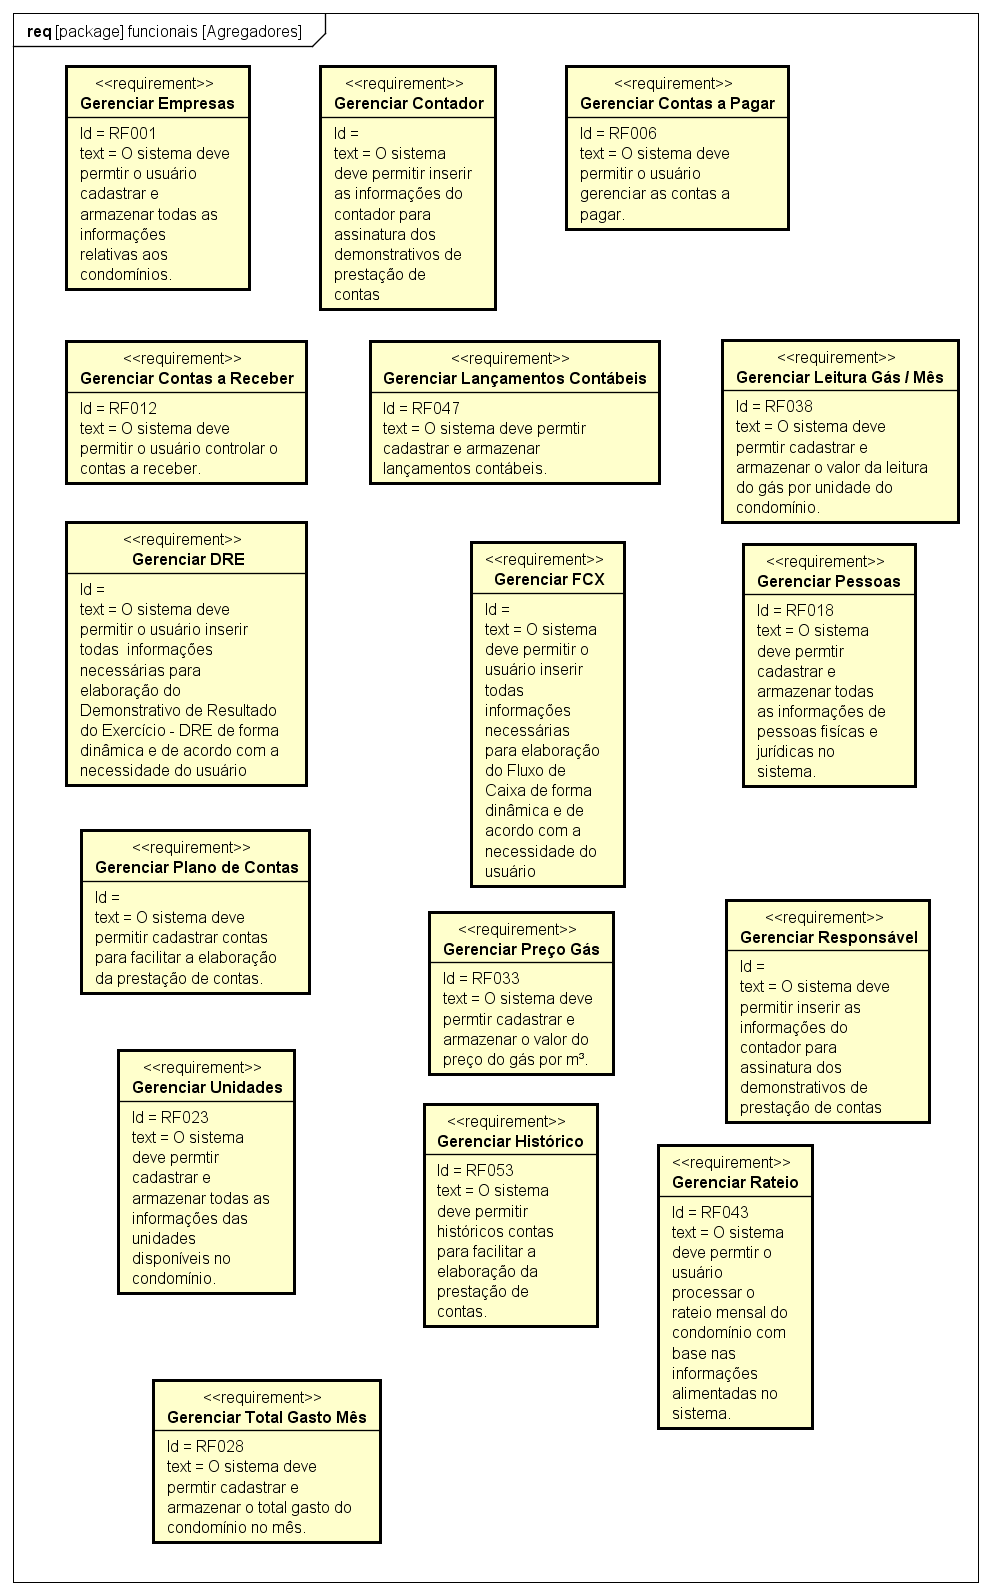 req [package] funcionais [Agregadores]
<<requirement>>
Gerenciar Empresas
Id = RF001
text = O sistema deve
permtir o usuário
cadastrar e
armazenar todas as
informações
relativas aos
condomínios.
<<requirement>>
Gerenciar Contador
Id =
text = O sistema
deve permitir inserir
as informações do
contador para
assinatura dos
demonstrativos de
prestação de
contas
<<requirement>>
Gerenciar Contas a Pagar
Id = RF006
text = O sistema deve
permitir o usuário
gerenciar as contas a
pagar.
<<requirement>>
Gerenciar Contas a Receber
Id = RF012
text = O sistema deve
permitir o usuário controlar o
contas a receber.
<<requirement>>
Gerenciar Lançamentos Contábeis
Id = RF047
text = O sistema deve permtir
cadastrar e armazenar
lançamentos contábeis.
<<requirement>>
Gerenciar Leitura Gás / Mês
Id = RF038
text = O sistema deve
permtir cadastrar e
armazenar o valor da leitura
do gás por unidade do
condomínio.
<<requirement>>
Gerenciar DRE
Id =
text = O sistema deve
permitir o usuário inserir
todas  informações
necessárias para
elaboração do
Demonstrativo de Resultado
do Exercício - DRE de forma
dinâmica e de acordo com a
necessidade do usuário
<<requirement>>
Gerenciar FCX
Id =
text = O sistema
deve permitir o
usuário inserir
todas
informações
necessárias
para elaboração
do Fluxo de
Caixa de forma
dinâmica e de
acordo com a
necessidade do
usuário
<<requirement>>
Gerenciar Pessoas
Id = RF018
text = O sistema
deve permtir
cadastrar e
armazenar todas
as informações de
pessoas fisícas e
jurídicas no
sistema.
<<requirement>>
Gerenciar Plano de Contas
Id =
text = O sistema deve
permitir cadastrar contas
para facilitar a elaboração
da prestação de contas.
<<requirement>>
Gerenciar Preço Gás
Id = RF033
text = O sistema deve
permtir cadastrar e
armazenar o valor do
preço do gás por m³.
<<requirement>>
Gerenciar Responsável
Id =
text = O sistema deve
permitir inserir as
informações do
contador para
assinatura dos
demonstrativos de
prestação de contas
<<requirement>>
Gerenciar Unidades
Id = RF023
text = O sistema
deve permtir
cadastrar e
armazenar todas as
informações das
unidades
disponíveis no
condomínio.
<<requirement>>
Gerenciar Histórico
Id = RF053
text = O sistema
deve permitir
históricos contas
para facilitar a
elaboração da
prestação de
contas.
<<requirement>>
Gerenciar Rateio
Id = RF043
text = O sistema
deve permtir o
usuário
processar o
rateio mensal do
condomínio com
base nas
informações
alimentadas no
sistema.
<<requirement>>
Gerenciar Total Gasto Mês
Id = RF028
text = O sistema deve
permtir cadastrar e
armazenar o total gasto do
condomínio no mês.